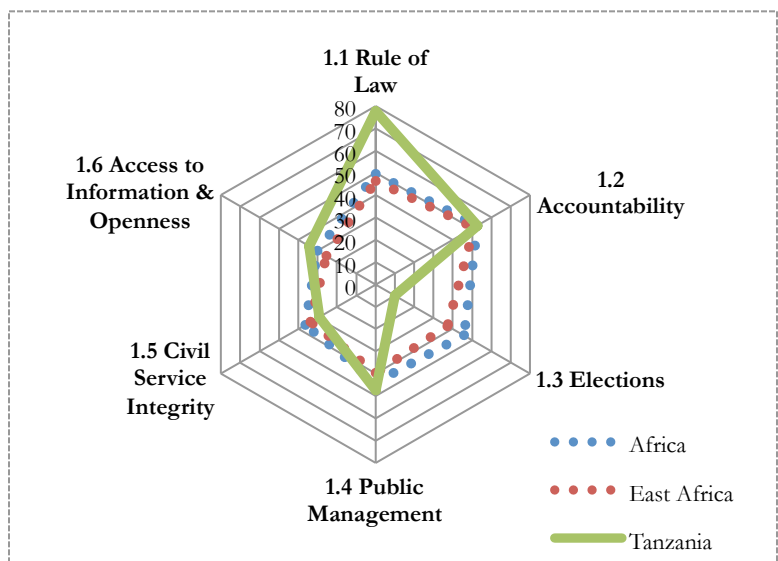 1.1 Rule of
Law
80
70
60
50
40
30
20
10
0
1.2
Accountability
1.3 Elections
1.4 Public
Management
1.5 Civil
Service
Integrity
1.6 Access to
Information &
Openness
Africa
East Africa
Tanzania